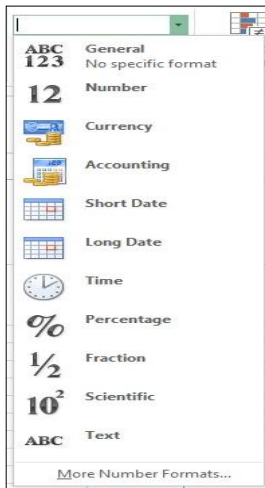 ABC
123
General
No specific format
12
Number
Currency
Accounting
Short Date
Long Date
Time
%
Percentage
1/2
Fraction
10²
Scientific
ABC
Text
More Number Formats...